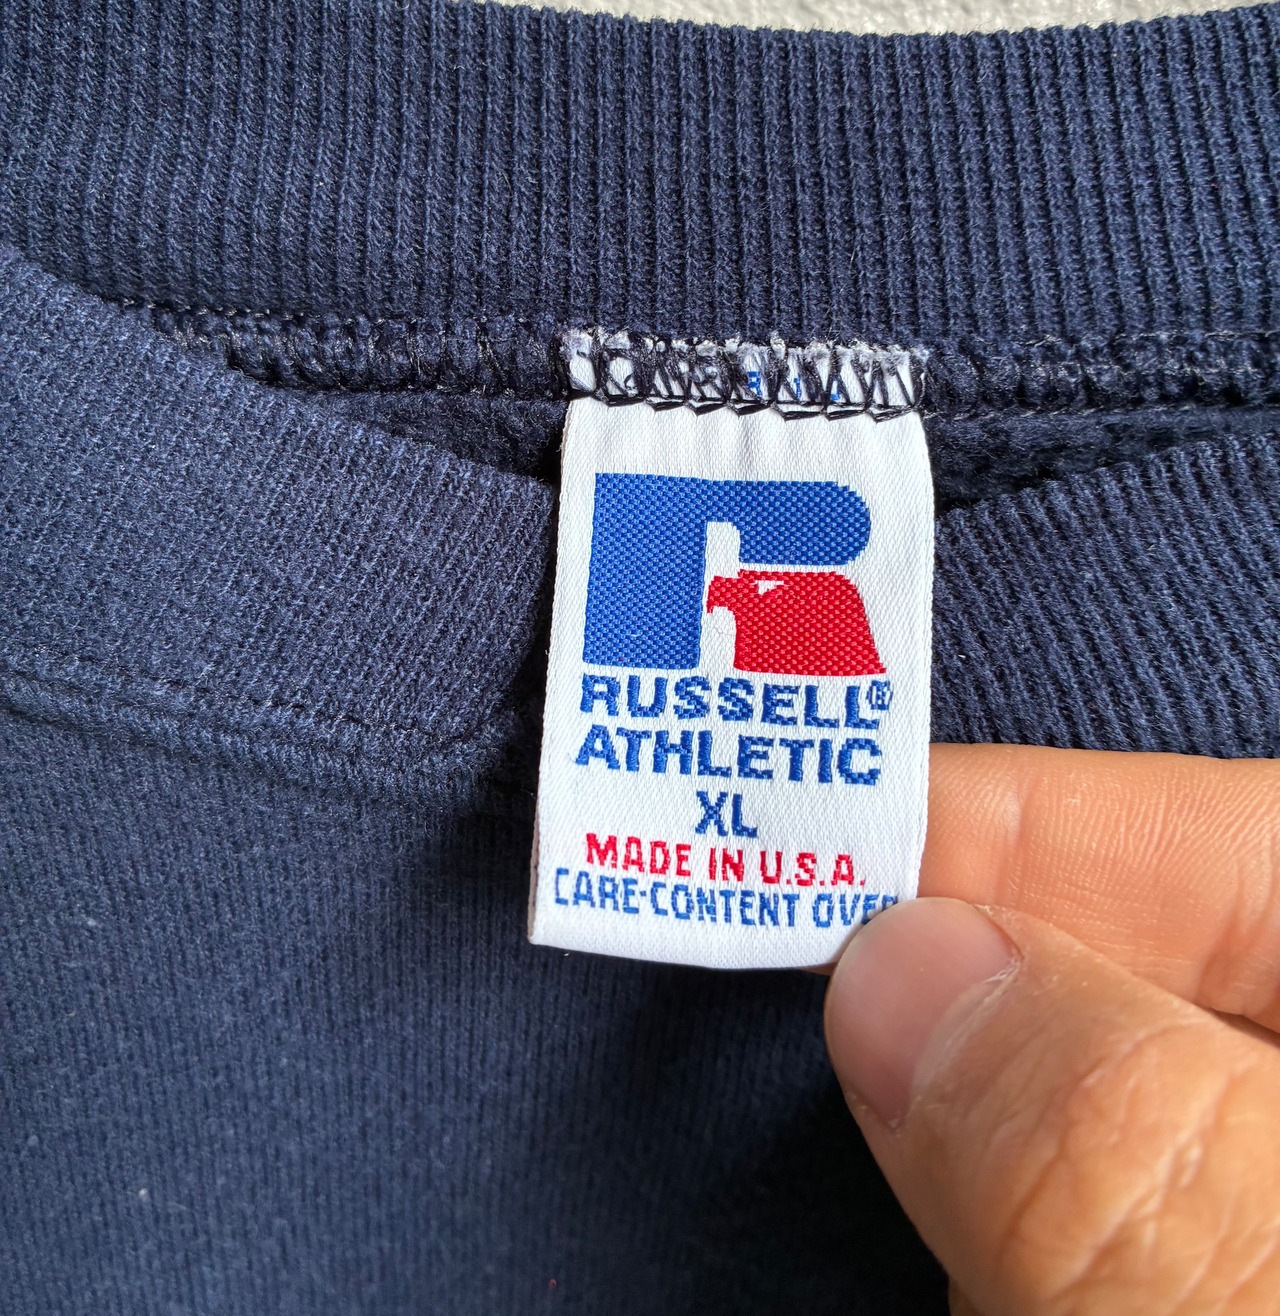 RUSSELL®
ATHLETIC
XL
MADE IN U.S.A.
CARE-CONTENT OVER